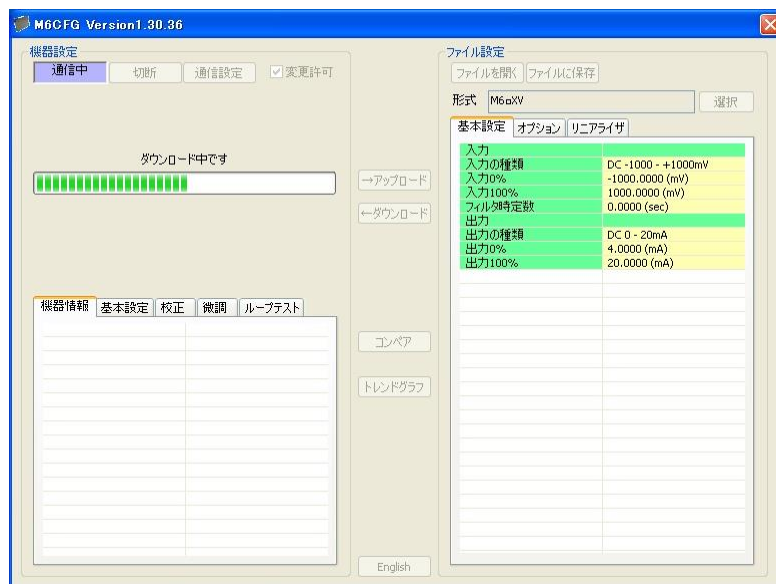 M6CFG Version1.30.36
機器設定
通信中
切断
通信設定
変更許可
ダウンロード中です
→アップロード
←ダウンロード
機器情報
基本設定
校正
微調
ループテスト
コンペア
トレンドグラフ
English
ファイル設定
ファイルを開く
ファイルに保存
形式 M6□XV
選択
基本設定
オプション
リニアライザ
入力
入力の種類 DC -1000 - +1000mV
入力0% -1000.0000 (mV)
入力100% 1000.0000 (mV)
フィルタ時定数 0.0000 (sec)
出力
出力の種類 DC 0 - 20mA
出力0% 4.0000 (mA)
出力100% 20.0000 (mA)